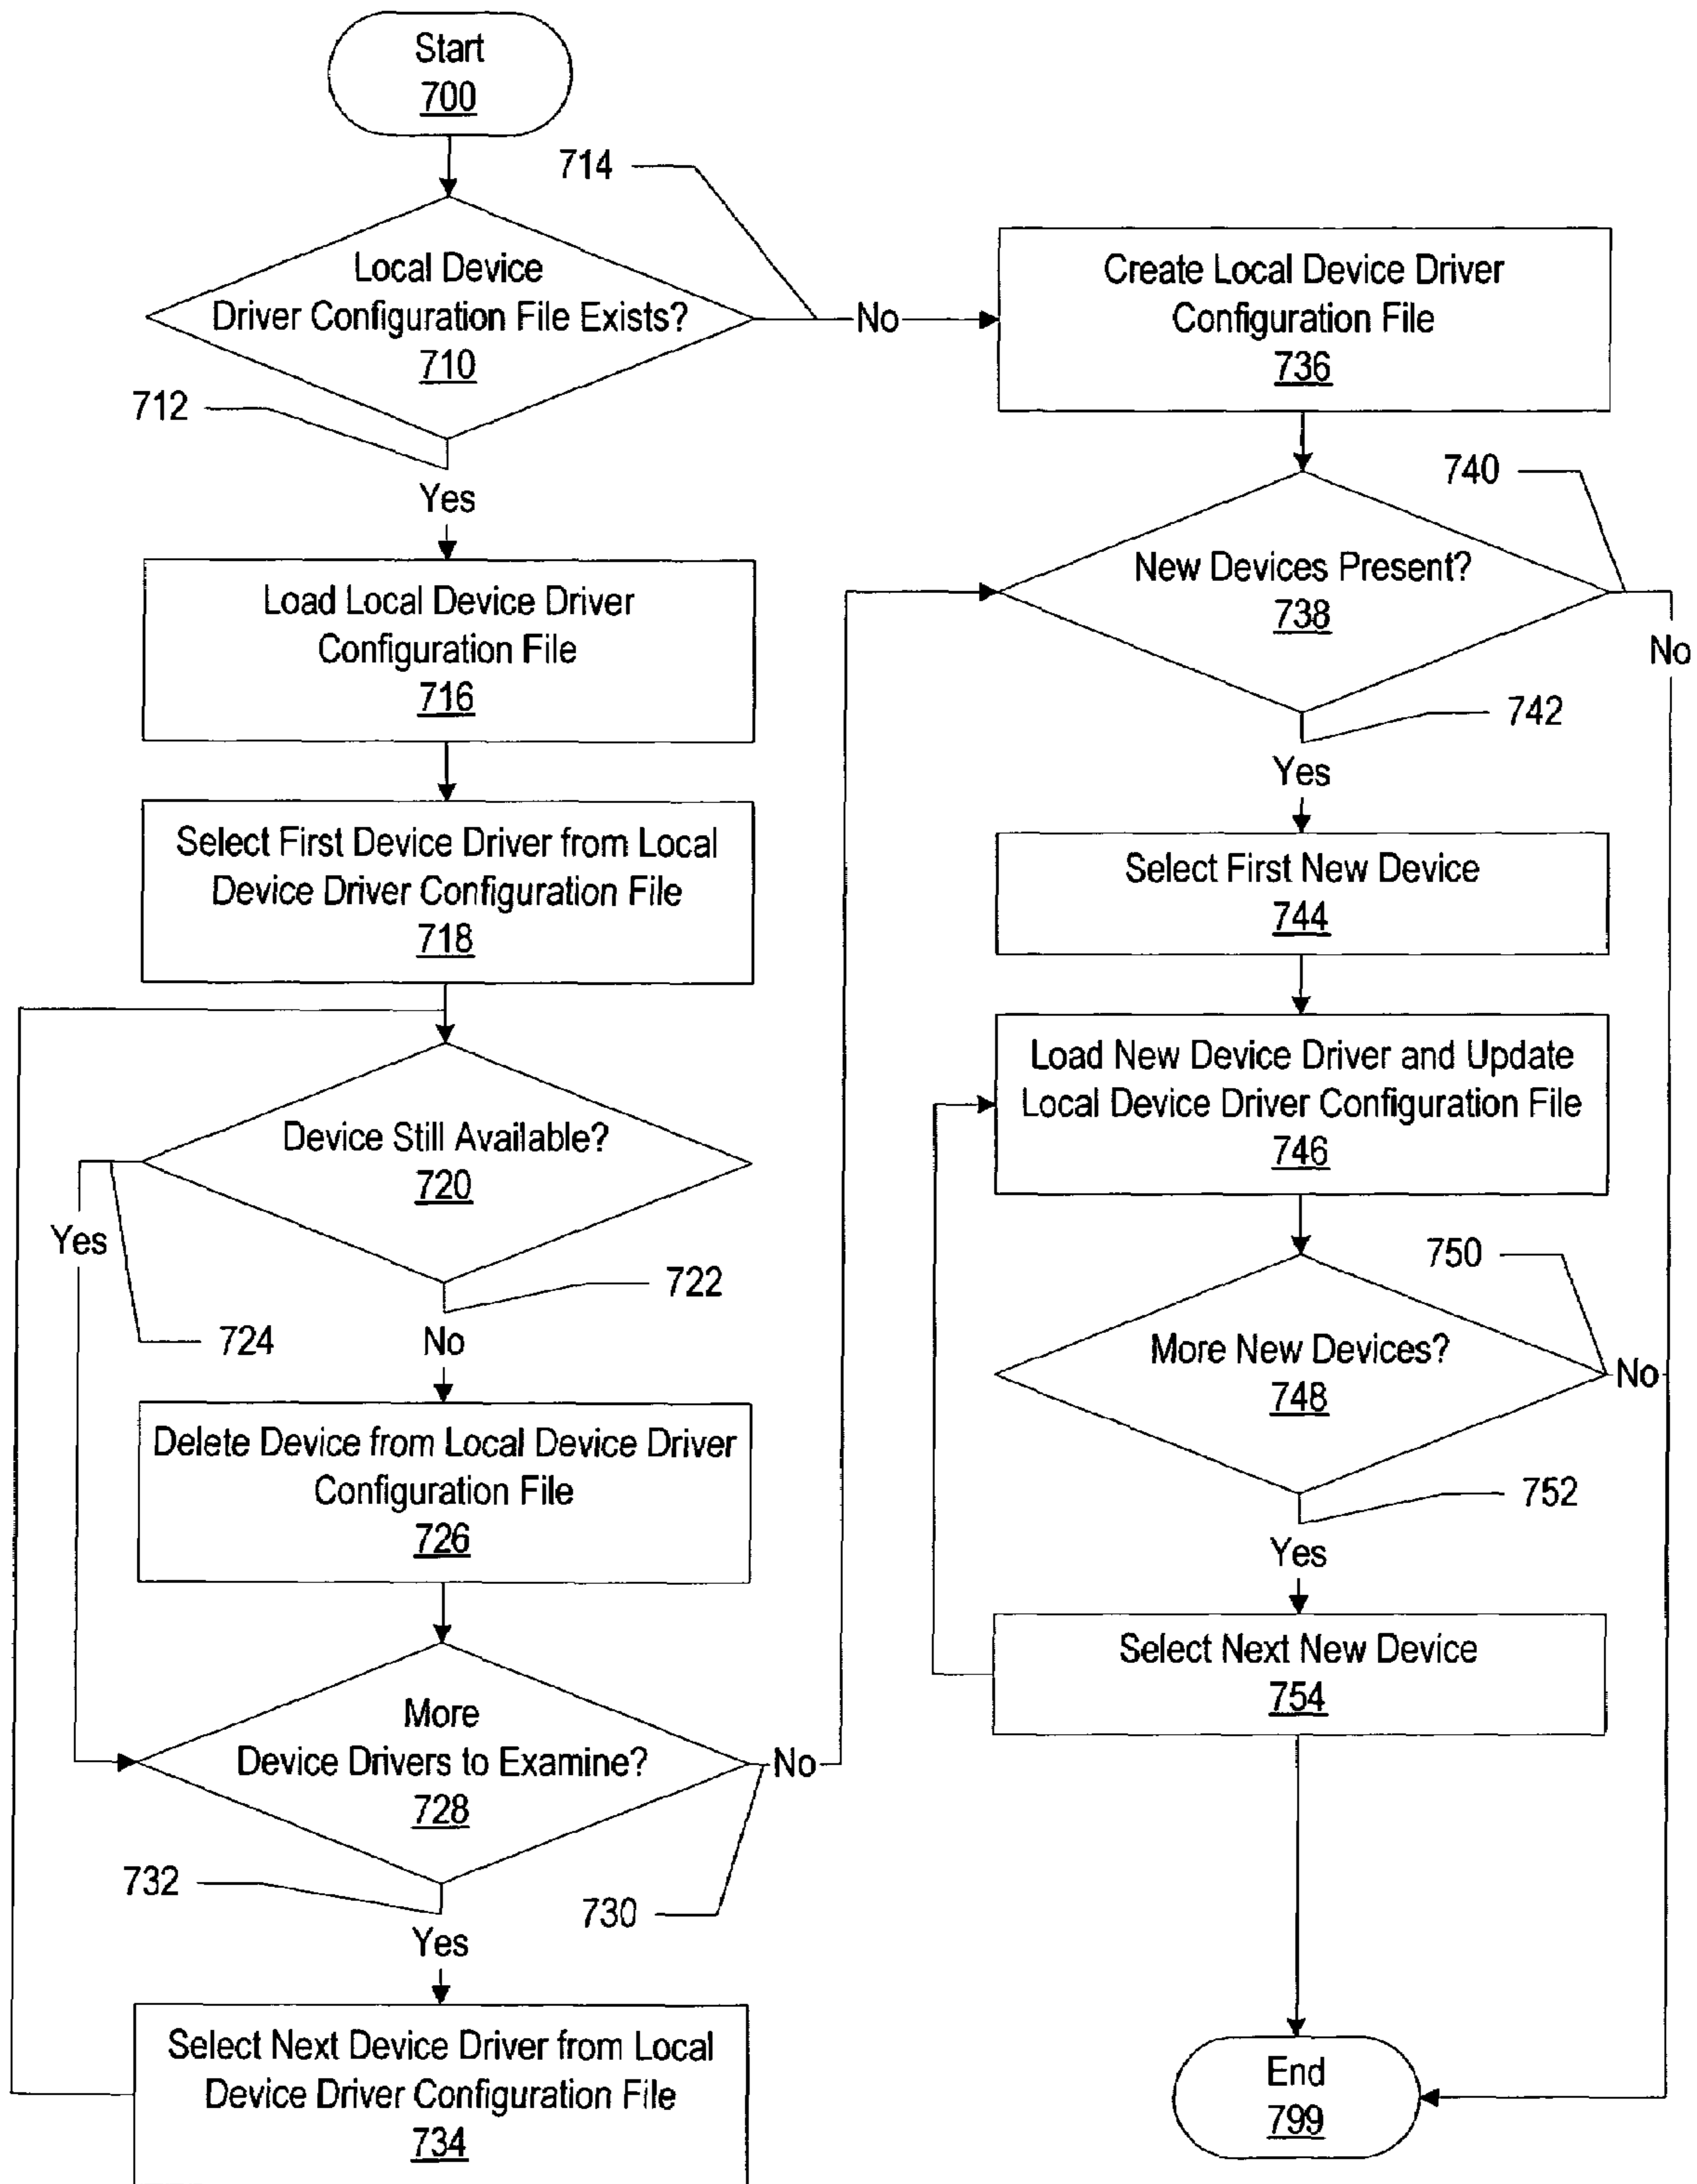 Start
700
714
Local Device
Driver Configuration File Exists?
710
No
712
Yes
Load Local Device Driver
Configuration File
716
Select First Device Driver from Local
Device Driver Configuration File
718
Device Still Available?
720
Yes
722
724
No
Delete Device from Local Device Driver
Configuration File
726
More
Device Drivers to Examine?
728
No
732
730
Yes
Select Next Device Driver from Local
Device Driver Configuration File
734
Create Local Device Driver
Configuration File
736
740
New Devices Present?
738
No
742
Yes
Select First New Device
744
Load New Device Driver and Update
Local Device Driver Configuration File
746
750
More New Devices?
748
No
752
Yes
Select Next New Device
754
End
799